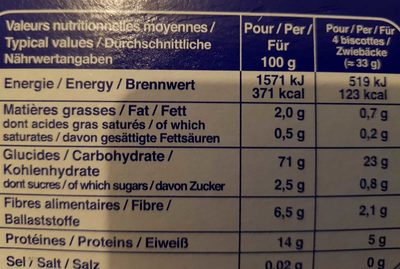 Valeurs nutritionnelles moyennes / Pour / Per / Pour / Per / Für
Typical values / Durchschnittliche Für 4 biscottes /
Nährwertangaben 100 g Zwiebäcke
(≈ 33 g)
Energie / Energy / Brennwert 1571 kJ 519 kJ
371 kcal 123 kcal
Matières grasses / Fat / Fett 2,0 g 0,7 g
dont acides gras saturés / of which
saturates / davon gesättigte Fettsäuren 0,5 g 0,2 g
Glucides / Carbohydrate /
Kohlenhydrate 71 g 23 g
dont sucres / of which sugars / davon Zucker 2,5 g 0,8 g
Fibres alimentaires / Fibre /
Ballaststoffe 6,5 g 2,1 g
Protéines / Proteins / Eiweiß 14 g 5 g
Sel / Salt / Salz 0,02 g 0 g